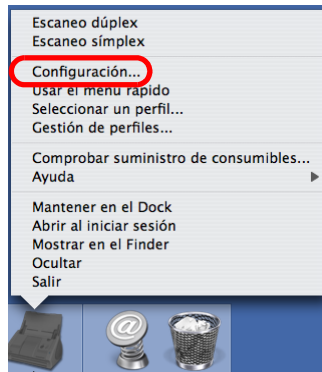 Escaneo dúplex
Escaneo símplex
Configuración...
Usar el menú rápido
Seleccionar un perfil...
Gestión de perfiles...
Comprobar suministro de consumibles...
Ayuda
Mantener en el Dock
Abrir al iniciar sesión
Mostrar en el Finder
Ocultar
Salir
@